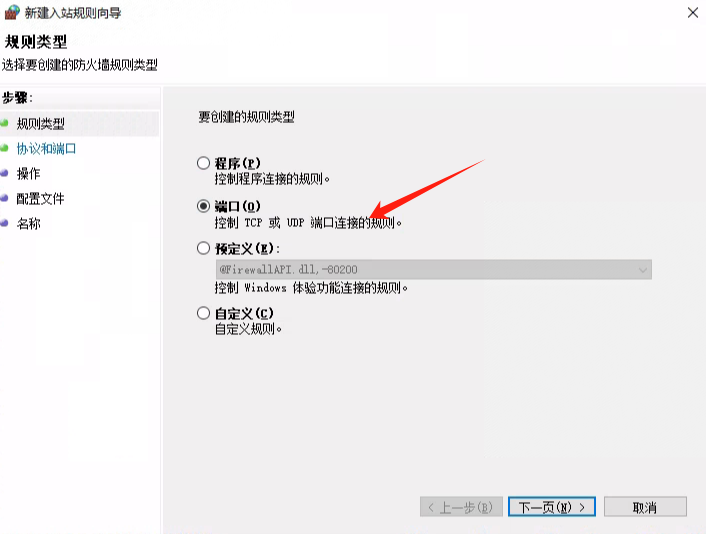 新建入站规则向导
规则类型
选择要创建的防火墙规则类型
步骤:
规则类型
协议和端口
操作
配置文件
名称
要创建的规则类型
程序(P)
控制程序连接的规则。
端口(O)
控制 TCP 或 UDP 端口连接的规则。
预定义(E):
@FirewallAPI.dll,-80200
控制 Windows 体验功能连接的规则。
自定义(C)
自定义规则。
< 上一步(B)
下一页(N) >
取消